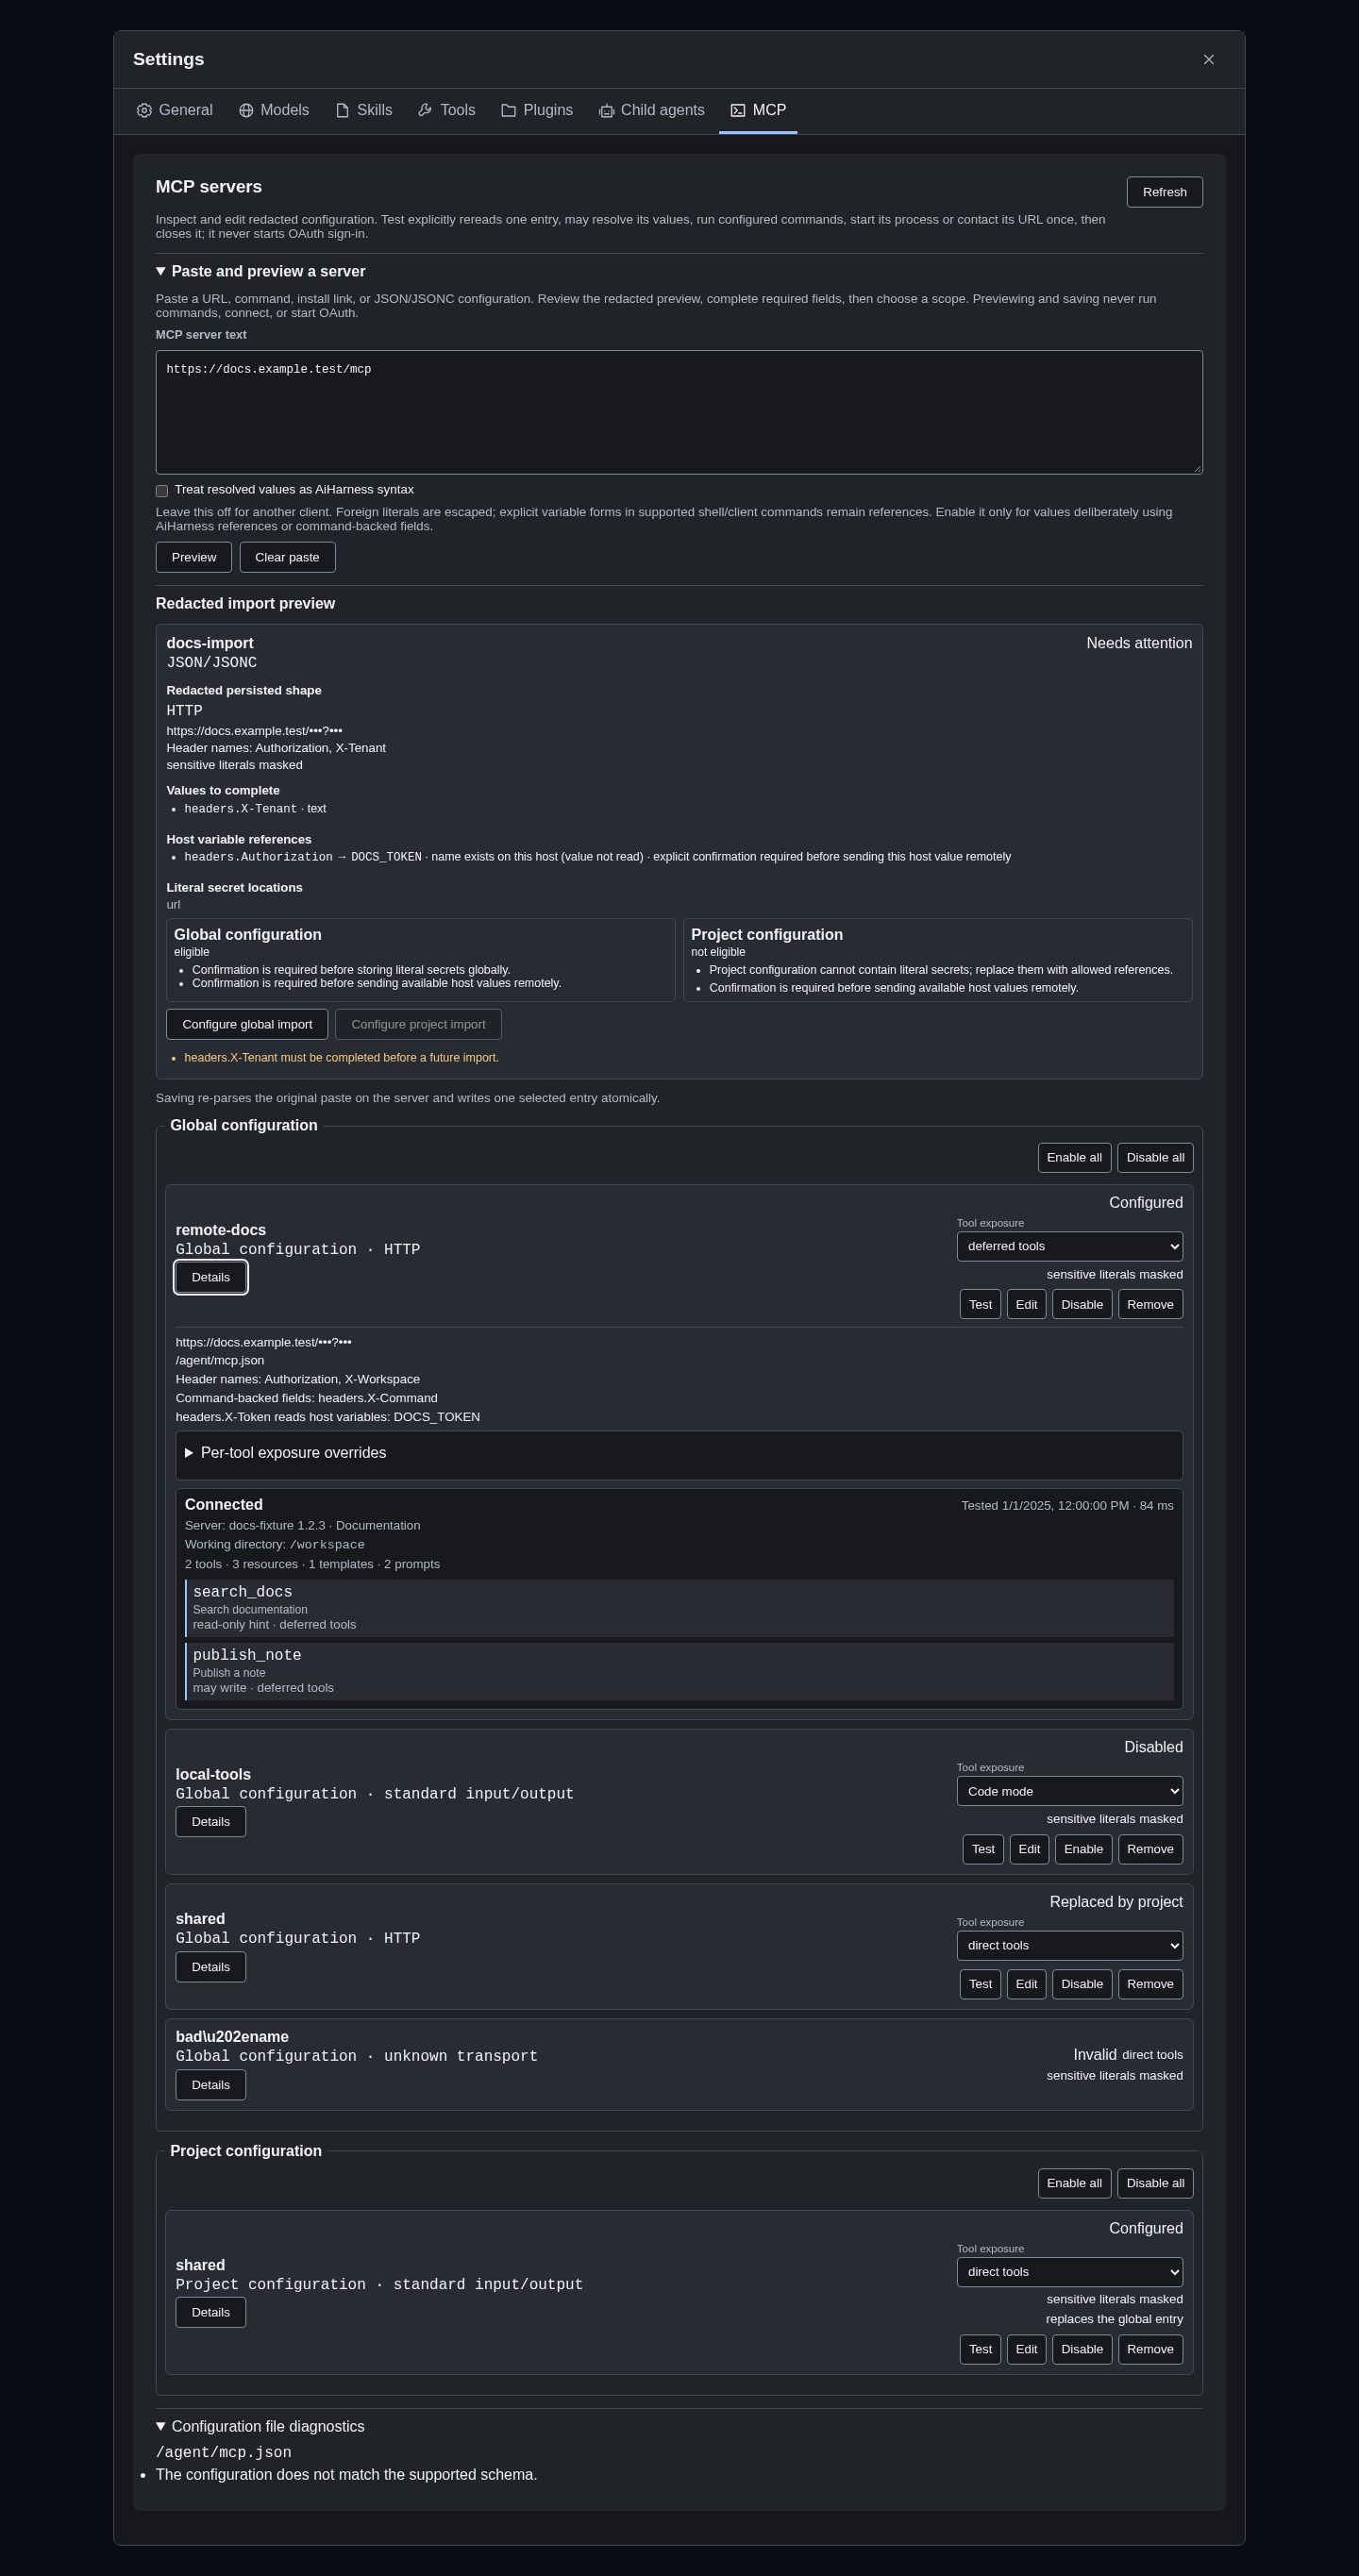 Settings
General Models Skills Tools Plugins Child agents MCP
MCP servers
Refresh
Inspect and edit redacted configuration. Test explicitly rereads one entry, may resolve its values, run configured commands, start its process or contact its URL once, then
closes it; it never starts OAuth sign-in.
Paste and preview a server
Paste a URL, command, install link, or JSON/JSONC configuration. Review the redacted preview, complete required fields, then choose a scope. Previewing and saving never run
commands, connect, or start OAuth.
MCP server text
https://docs.example.test/mcp
Treat resolved values as AiHarness syntax
Leave this off for another client. Foreign literals are escaped; explicit variable forms in supported shell/client commands remain references. Enable it only for values deliberately using
AiHarness references or command-backed fields.
Preview Clear paste
Redacted import preview
docs-import
Needs attention
JSON/JSONC
Redacted persisted shape
HTTP
https://docs.example.test/•••?•••
Header names: Authorization, X-Tenant
sensitive literals masked
Values to complete
• headers.X-Tenant · text
Host variable references
• headers.Authorization → DOCS_TOKEN · name exists on this host (value not read) · explicit confirmation required before sending this host value remotely
Literal secret locations
url
Global configuration
eligible
• Confirmation is required before storing literal secrets globally.
• Confirmation is required before sending available host values remotely.
Project configuration
not eligible
• Project configuration cannot contain literal secrets; replace them with allowed references.
• Confirmation is required before sending available host values remotely.
Configure global import Configure project import
• headers.X-Tenant must be completed before a future import.
Saving re-parses the original paste on the server and writes one selected entry atomically.
Global configuration
Enable all Disable all
remote-docs
Global configuration · HTTP
Details
Configured
Tool exposure
deferred tools
sensitive literals masked
Test Edit Disable Remove
https://docs.example.test/•••?•••
/agent/mcp.json
Header names: Authorization, X-Workspace
Command-backed fields: headers.X-Command
headers.X-Token reads host variables: DOCS_TOKEN
Per-tool exposure overrides
Connected
Tested 1/1/2025, 12:00:00 PM · 84 ms
Server: docs-fixture 1.2.3 · Documentation
Working directory: /workspace
2 tools · 3 resources · 1 templates · 2 prompts
search_docs
Search documentation
read-only hint · deferred tools
publish_note
Publish a note
may write · deferred tools
local-tools
Global configuration · standard input/output
Details
Disabled
Tool exposure
Code mode
sensitive literals masked
Test Edit Enable Remove
shared
Global configuration · HTTP
Details
Replaced by project
Tool exposure
direct tools
Test Edit Disable Remove
bad\u202ename
Global configuration · unknown transport
Details
Invalid direct tools
sensitive literals masked
Project configuration
Enable all Disable all
shared
Project configuration · standard input/output
Details
Configured
Tool exposure
direct tools
sensitive literals masked
replaces the global entry
Test Edit Disable Remove
Configuration file diagnostics
/agent/mcp.json
• The configuration does not match the supported schema.